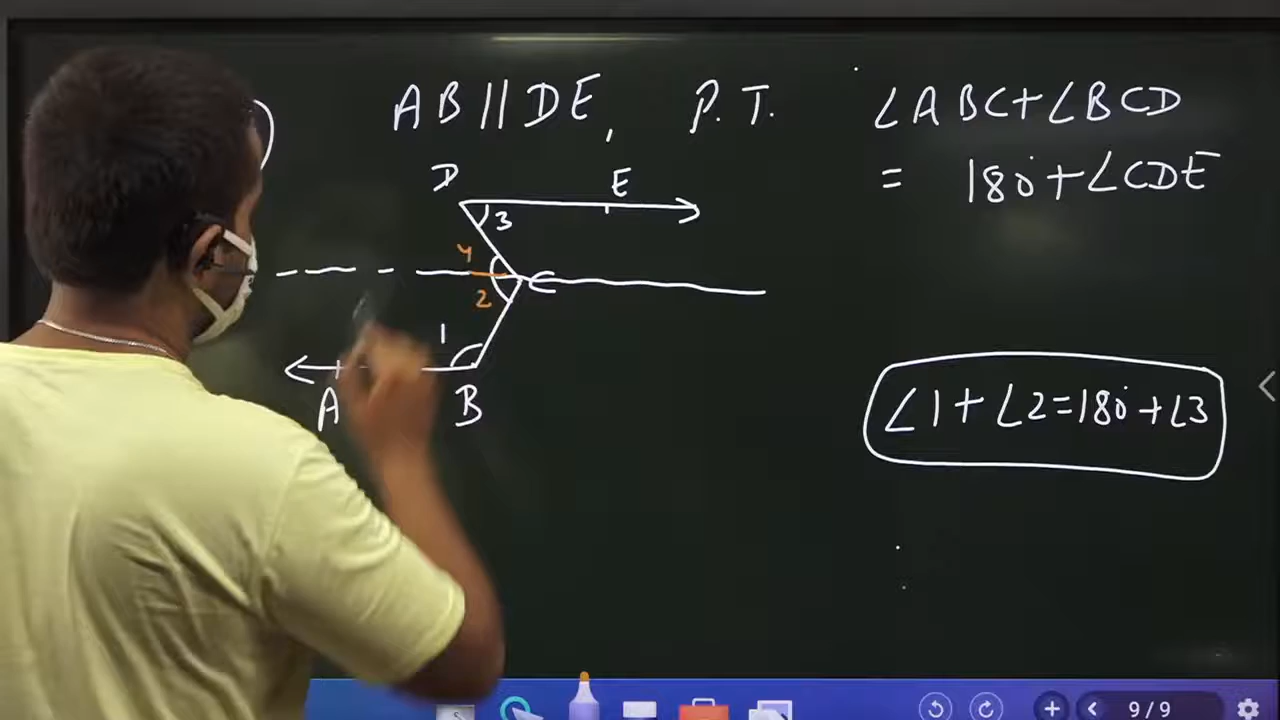 AB || DE, P.T. ∠ABC + ∠BCD
= 180° + ∠CDE
D
E
3
4
C
2
1
A
B
∠1 + ∠2 = 180° + ∠3
9/9